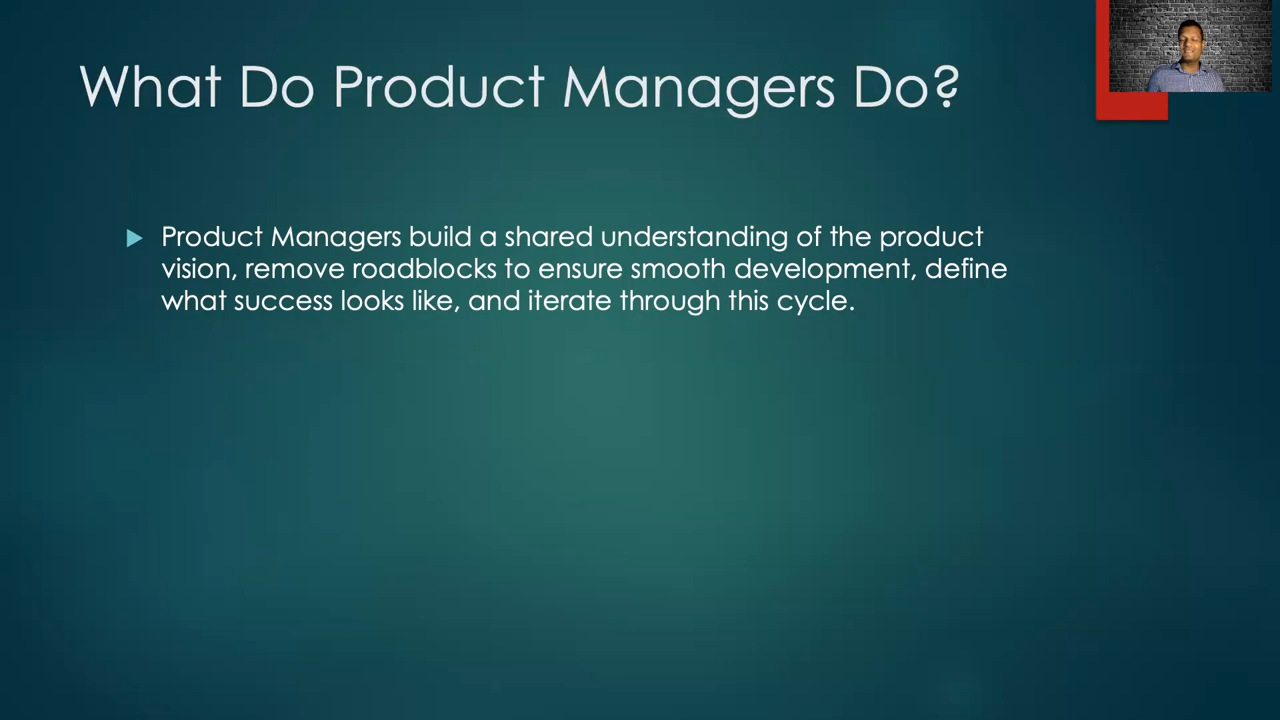 What Do Product Managers Do?
Product Managers build a shared understanding of the product
vision, remove roadblocks to ensure smooth development, define
what success looks like, and iterate through this cycle.